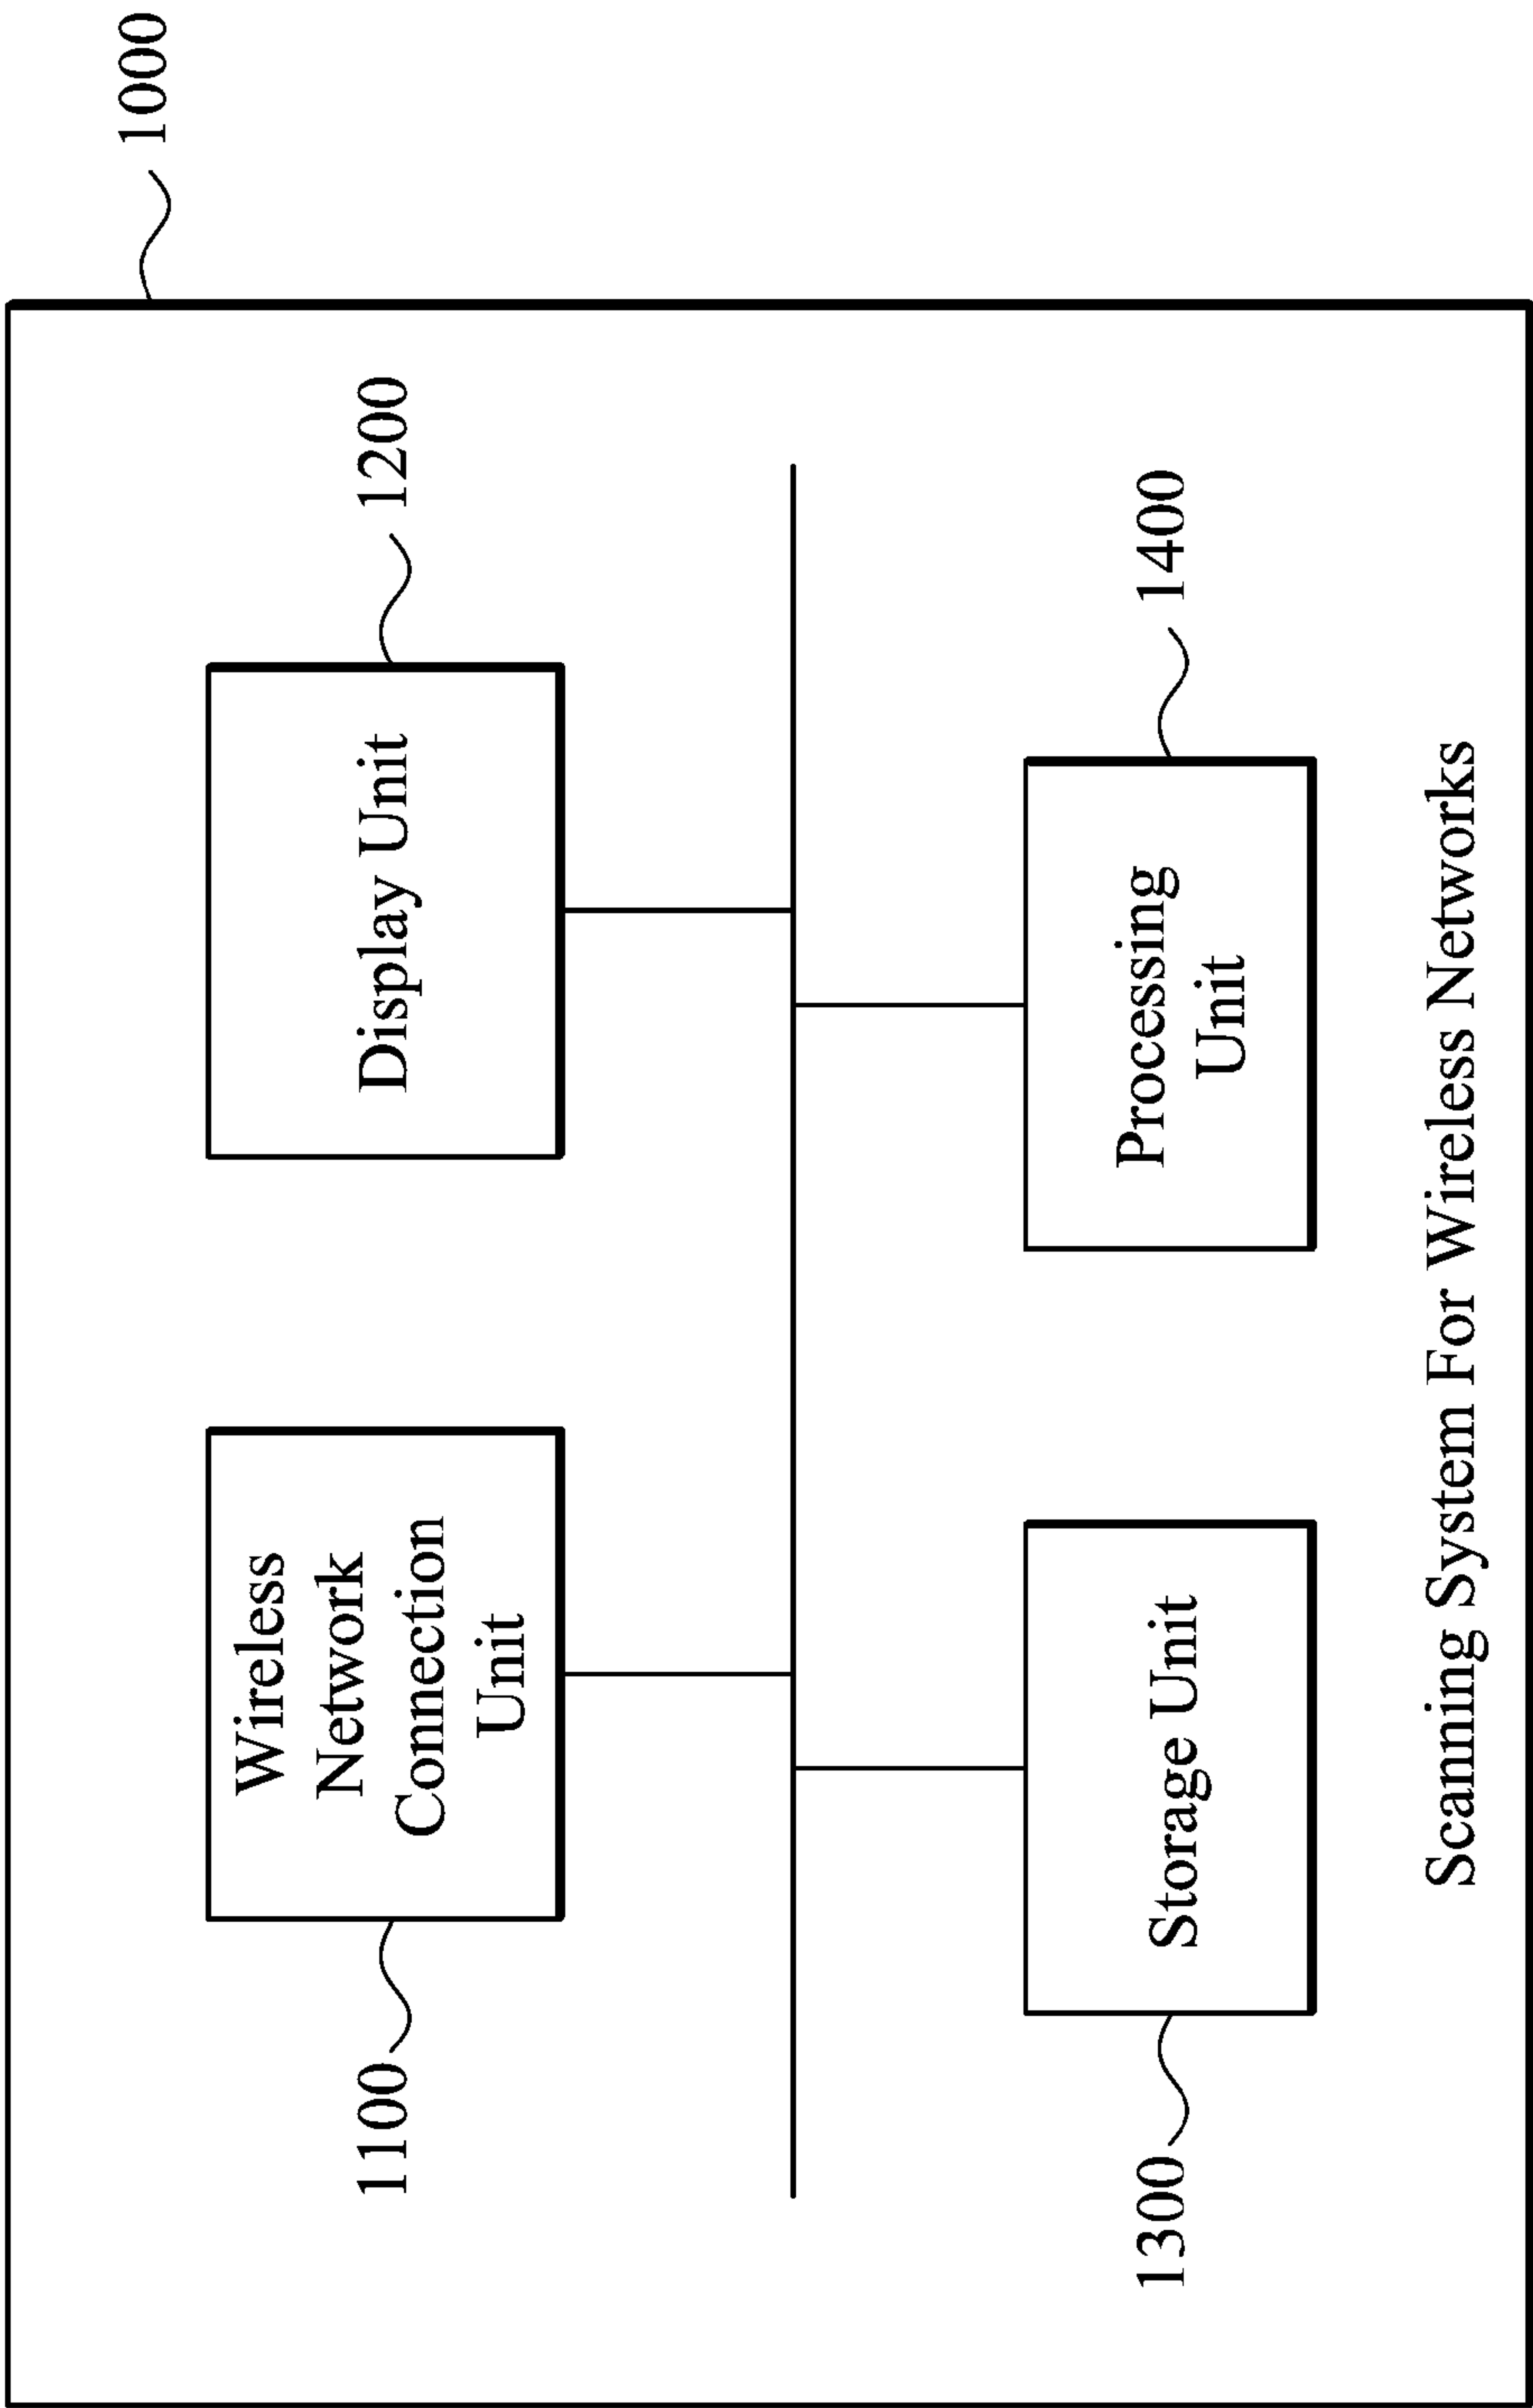 1000
1100
Wireless
Network
Connection
Unit
Display Unit
1200
1300
Storage Unit
Processing
Unit
1400
Scanning System For Wireless Networks